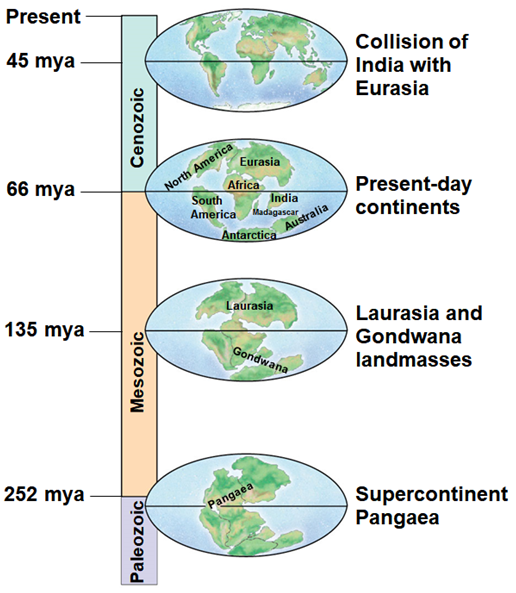 Present
45 mya
Cenozoic
Collision of
India with
Eurasia
66 mya
North America
Eurasia
Africa
South
America
India
Madagascar
Australia
Antarctica
Present-day
continents
135 mya
Mesozoic
Laurasia
Gondwana
Laurasia and
Gondwana
landmasses
252 mya
Paleozoic
Pangaea
Supercontinent
Pangaea